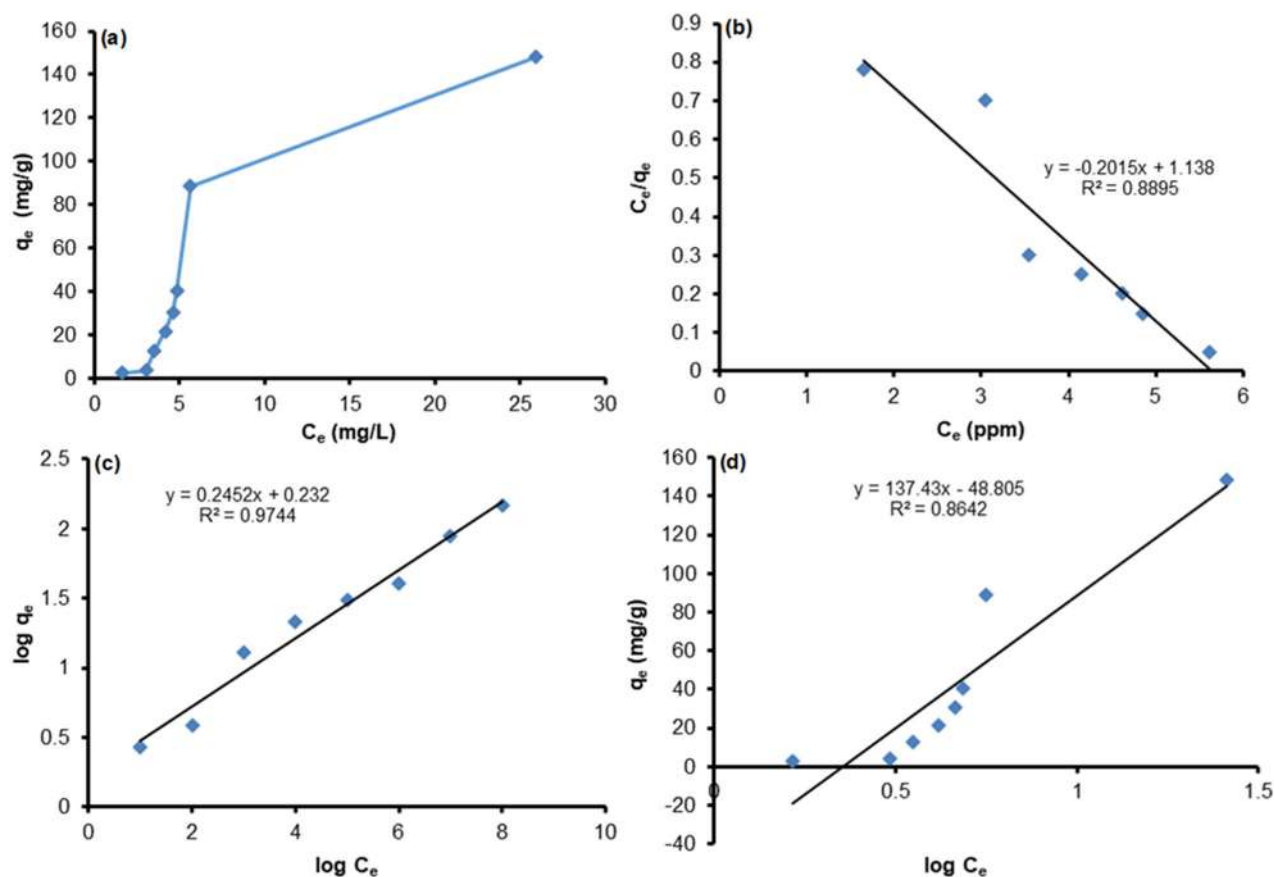 (a)
160
140
120
100
80
60
40
20
0
qₑ (mg/g)
0 5 10 15 20 25 30
Cₑ (mg/L)
(b)
0.9
0.8
0.7
0.6
0.5
0.4
0.3
0.2
0.1
0
Cₑ/qₑ
y = -0.2015x + 1.138
R² = 0.8895
0 1 2 3 4 5 6
Cₑ (ppm)
(c)
2.5
2
1.5
1
0.5
0
log qₑ
y = 0.2452x + 0.232
R² = 0.9744
0 2 4 6 8 10
log Cₑ
(d)
160
140
120
100
80
60
40
20
0
-20
-40
qₑ (mg/g)
y = 137.43x - 48.805
R² = 0.8642
0 0.5 1 1.5
log Cₑ